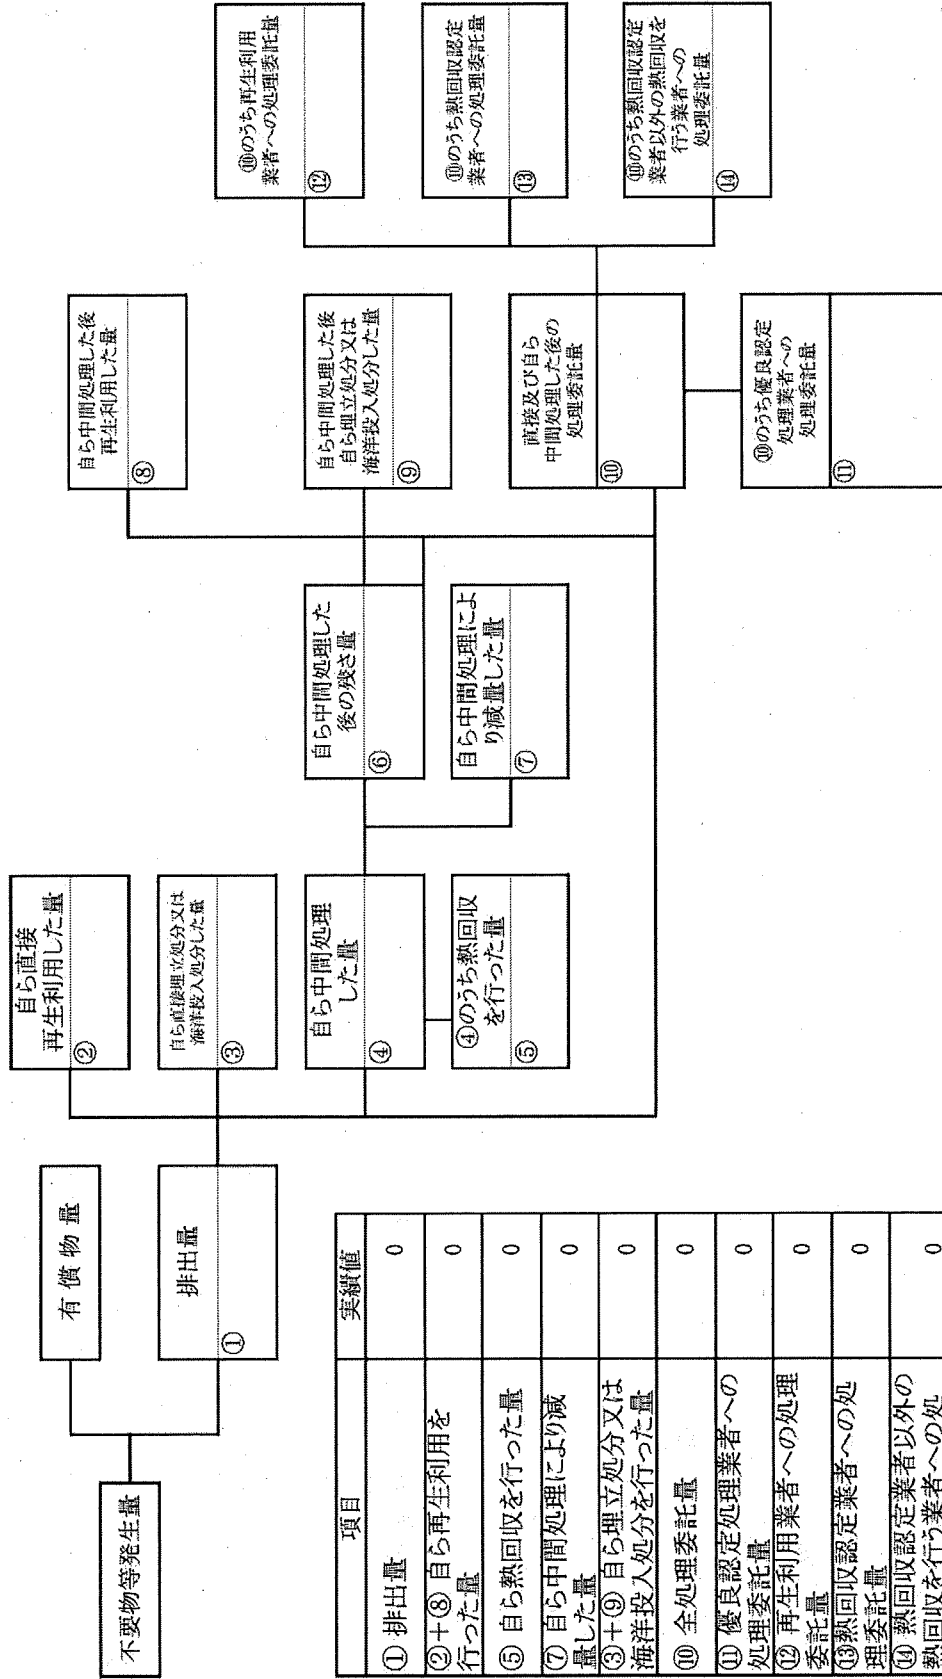 不要物等発生量
有償物量
排出量
①
自ら直接
再生利用した量
②
自ら直接埋立処分又は
海洋投入処分した量
③
自ら中間処理
した量
④
④のうち熱回収
を行った量
⑤
自ら中間処理した
後の残さ量
⑥
自ら中間処理によ
り減量した量
⑦
自ら中間処理した後
再生利用した量
⑧
自ら中間処理した後
自ら埋立処分又は
海洋投入処分した量
⑨
直接及び自ら
中間処理した後の
処理委託量
⑩
⑩のうち優良認定
処理業者への
処理委託量
⑪
⑩のうち再生利用
業者への処理委託量
⑫
⑩のうち熱回収認定
業者への処理委託量
⑬
⑩のうち熱回収認定
業者以外の熱回収を
行う業者への
処理委託量
⑭
項目 実績値
① 排出量 0
②+⑧ 自ら再生利用を
行った量 0
⑤ 自ら熱回収を行った量 0
⑦ 自ら中間処理により減
量した量 0
③+⑨ 自ら埋立処分又は
海洋投入処分を行った量 0
⑩ 全処理委託量 0
⑪ 優良認定処理業者への
処理委託量 0
⑫ 再生利用業者への処理
委託量 0
⑬熱回収認定業者への処
理委託量 0
⑭ 熱回収認定業者以外の
熱回収を行う業者への処 0